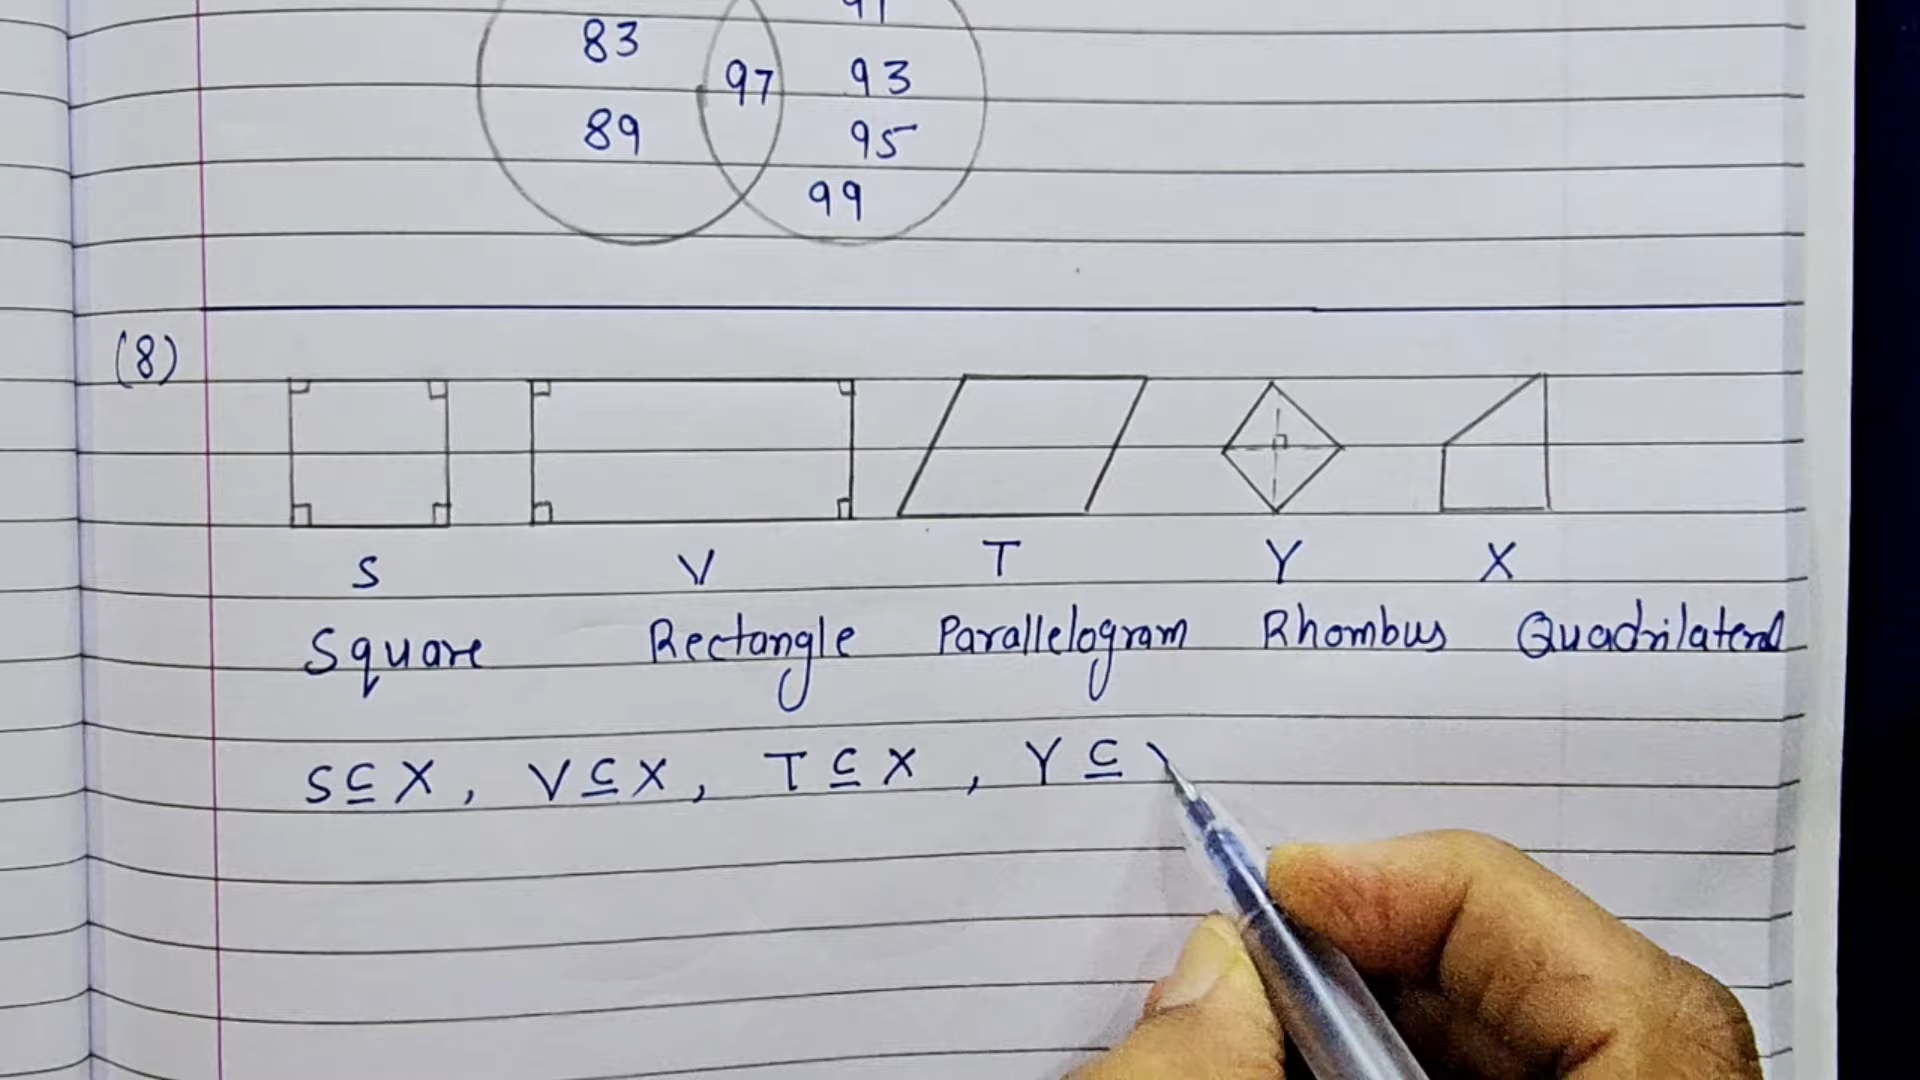 83
97
93
89
95
99
(8)
S V T Y X
Square Rectangle Parallelogram Rhombus Quadrilateral
S ⊆ X, V ⊆ X, T ⊆ X, Y ⊆